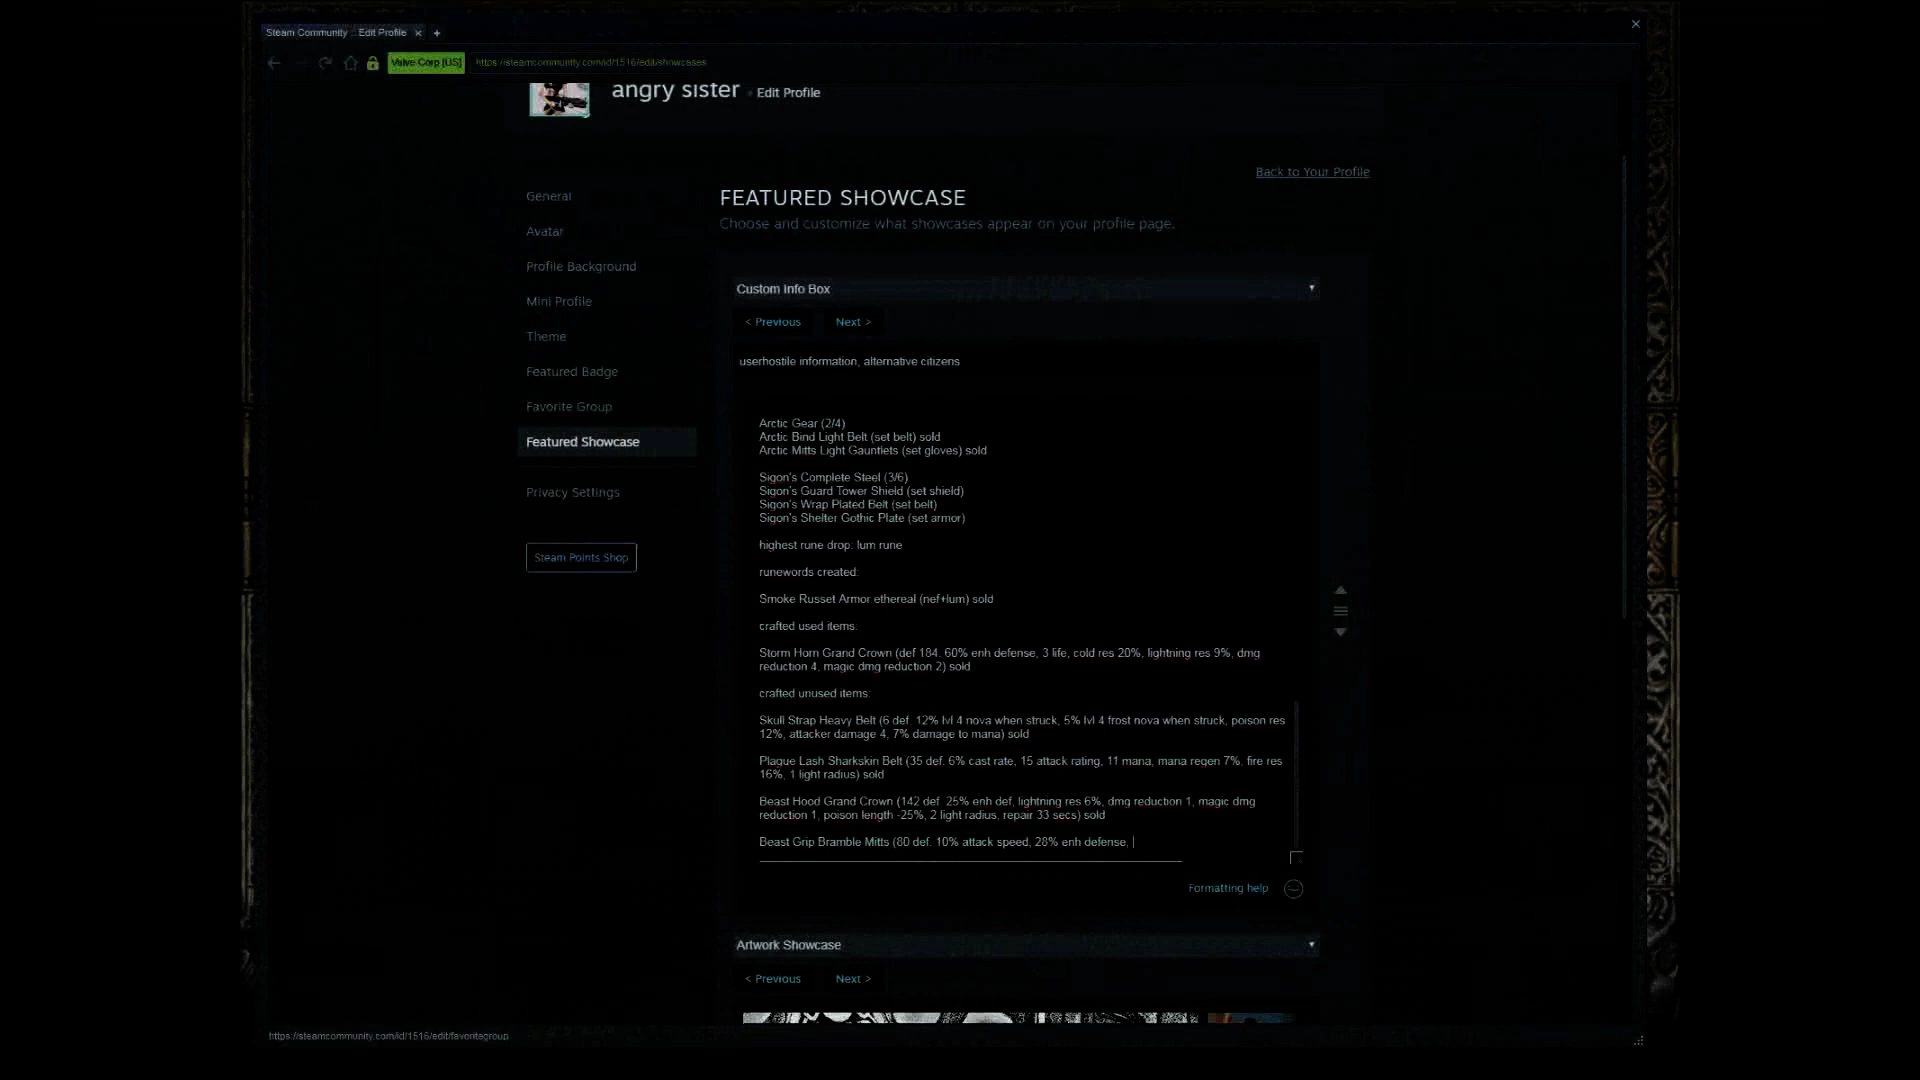 Steam Community :: Edit Profile × +
Valve Corp [US] https://steamcommunity.com/id/1516/edit/showcases
angry sister » Edit Profile
Back to Your Profile
General
Avatar
Profile Background
Mini Profile
Theme
Featured Badge
Favorite Group
Featured Showcase
Privacy Settings
Steam Points Shop
FEATURED SHOWCASE
Choose and customize what showcases appear on your profile page.
Custom Info Box
< Previous Next >
userhostile information, alternative citizens
Arctic Gear (2/4)
Arctic Bind Light Belt (set belt) sold
Arctic Mitts Light Gauntlets (set gloves) sold
Sigon's Complete Steel (3/6)
Sigon's Guard Tower Shield (set shield)
Sigon's Wrap Plated Belt (set belt)
Sigon's Shelter Gothic Plate (set armor)
highest rune drop: lum rune
runewords created:
Smoke Russet Armor ethereal (nef+lum) sold
crafted used items:
Storm Horn Grand Crown (def 184. 60% enh defense, 3 life, cold res 20%, lightning res 9%, dmg
reduction 4, magic dmg reduction 2) sold
crafted unused items:
Skull Strap Heavy Belt (6 def. 12% lvl 4 nova when struck, 5% lvl 4 frost nova when struck, poison res
12%, attacker damage 4, 7% damage to mana) sold
Plague Lash Sharkskin Belt (35 def. 6% cast rate, 15 attack rating, 11 mana, mana regen 7%, fire res
16%, 1 light radius) sold
Beast Hood Grand Crown (142 def. 25% enh def, lightning res 6%, dmg reduction 1, magic dmg
reduction 1, poison length -25%, 2 light radius, repair 33 secs) sold
Beast Grip Bramble Mitts (80 def. 10% attack speed, 28% enh defense,
Formatting help
Artwork Showcase
< Previous Next >
https://steamcommunity.com/id/1516/edit/favoritegroup